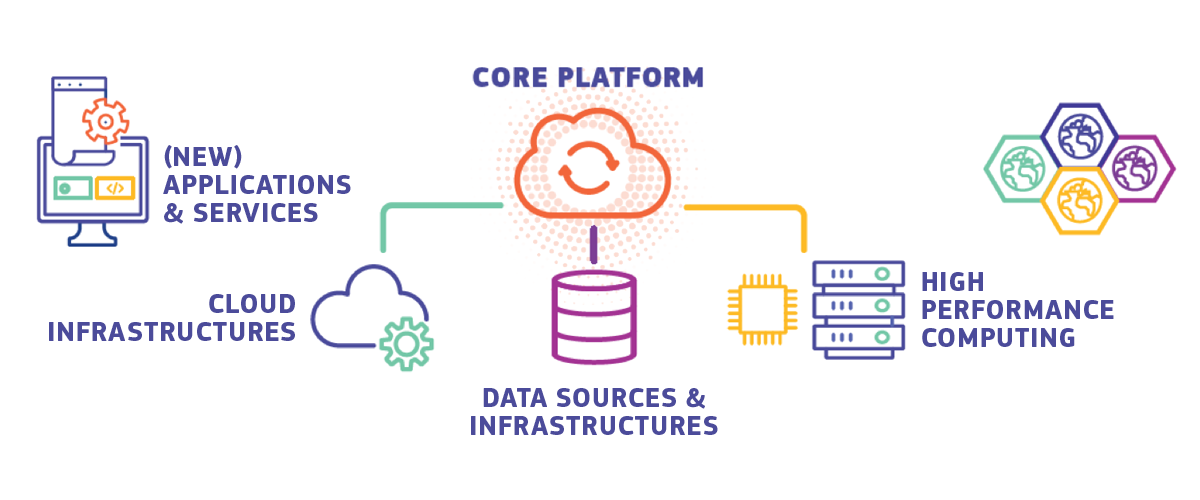 CORE PLATFORM
(NEW)
APPLICATIONS
& SERVICES
</>
CLOUD
INFRASTRUCTURES
DATA SOURCES &
INFRASTRUCTURES
HIGH
PERFORMANCE
COMPUTING